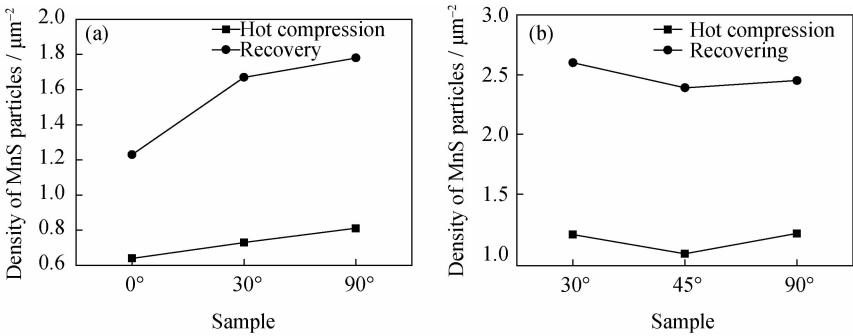 (a)
Hot compression
Recovery
2.0
1.8
1.6
1.4
1.2
1.0
0.8
0.6
Density of MnS particles / μm⁻²
0° 30° 90°
Sample
(b)
Hot compression
Recovering
3.0
2.5
2.0
1.5
1.0
Density of MnS particles / μm⁻²
30° 45° 90°
Sample